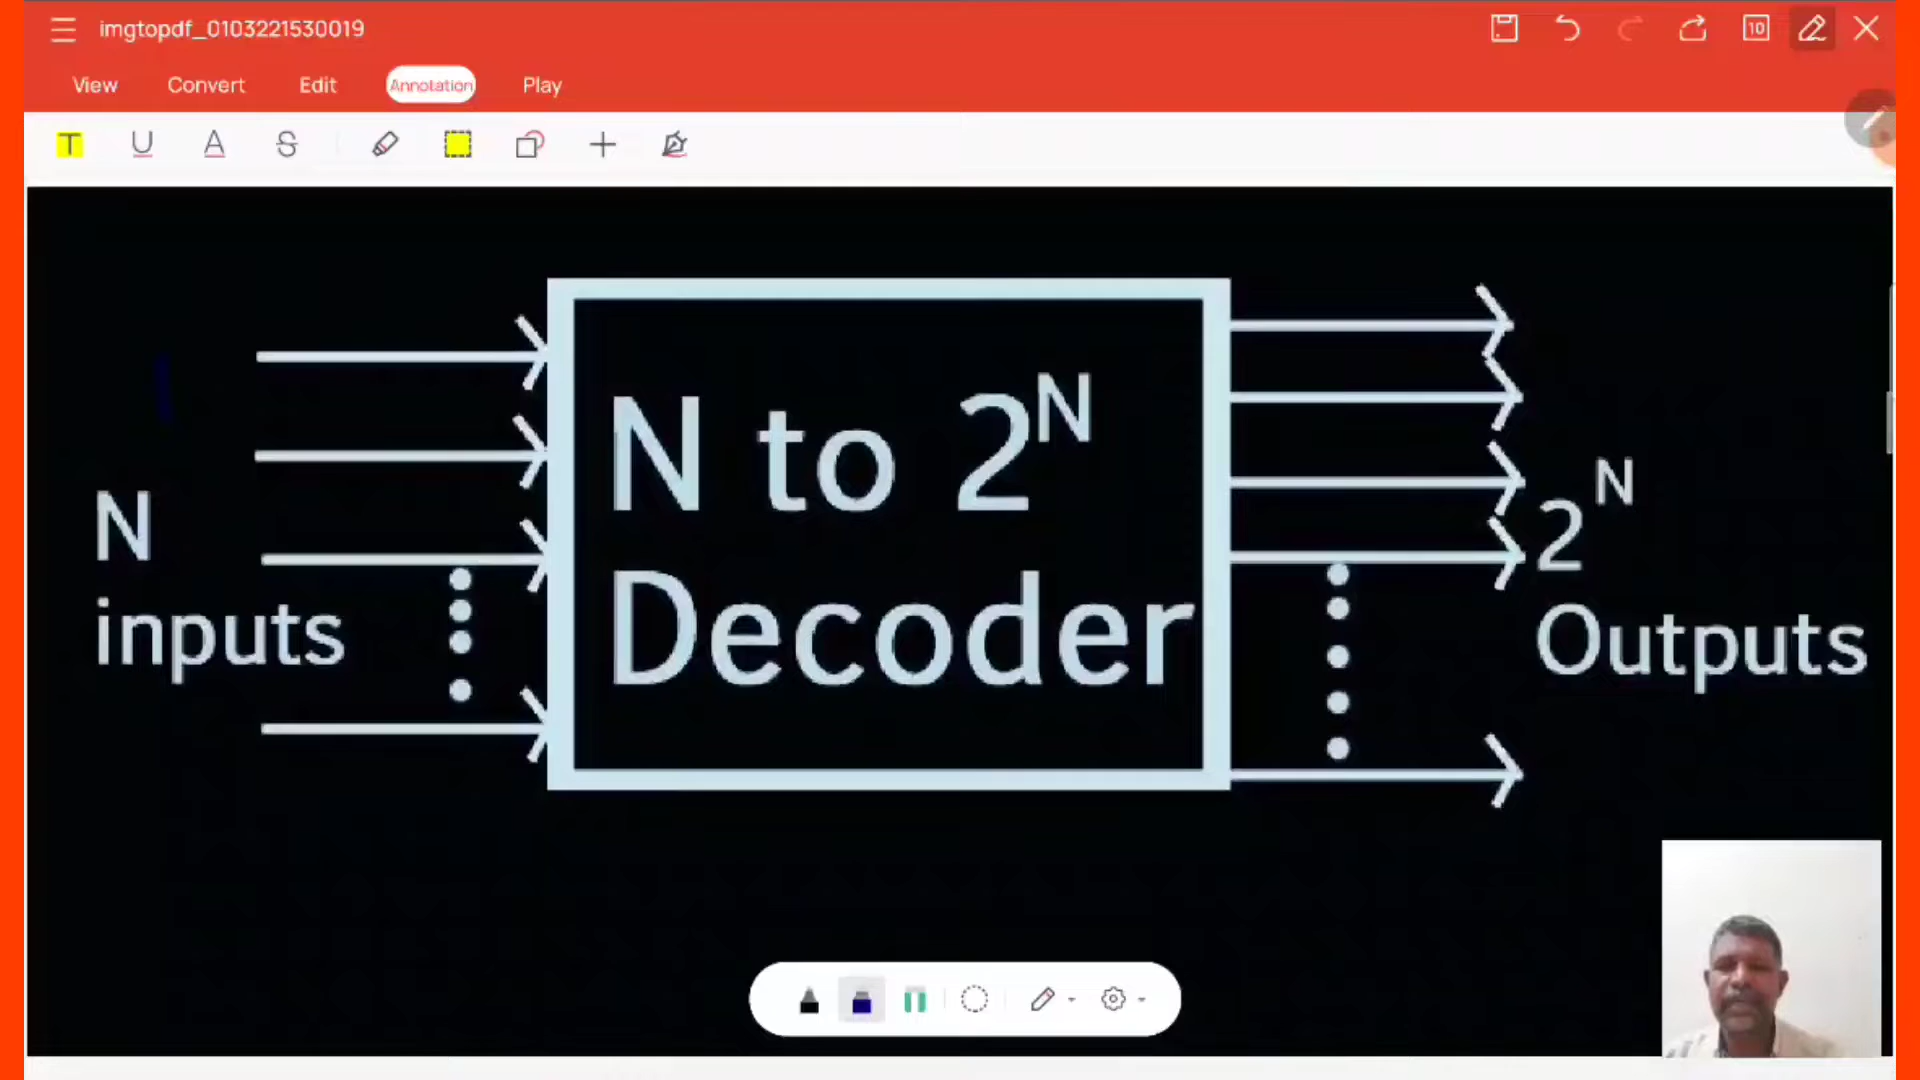 imgtopdf_0103221530019
10
View Convert Edit Annotation Play
T U A S
N to 2^N
Decoder
N
inputs
2^N
Outputs